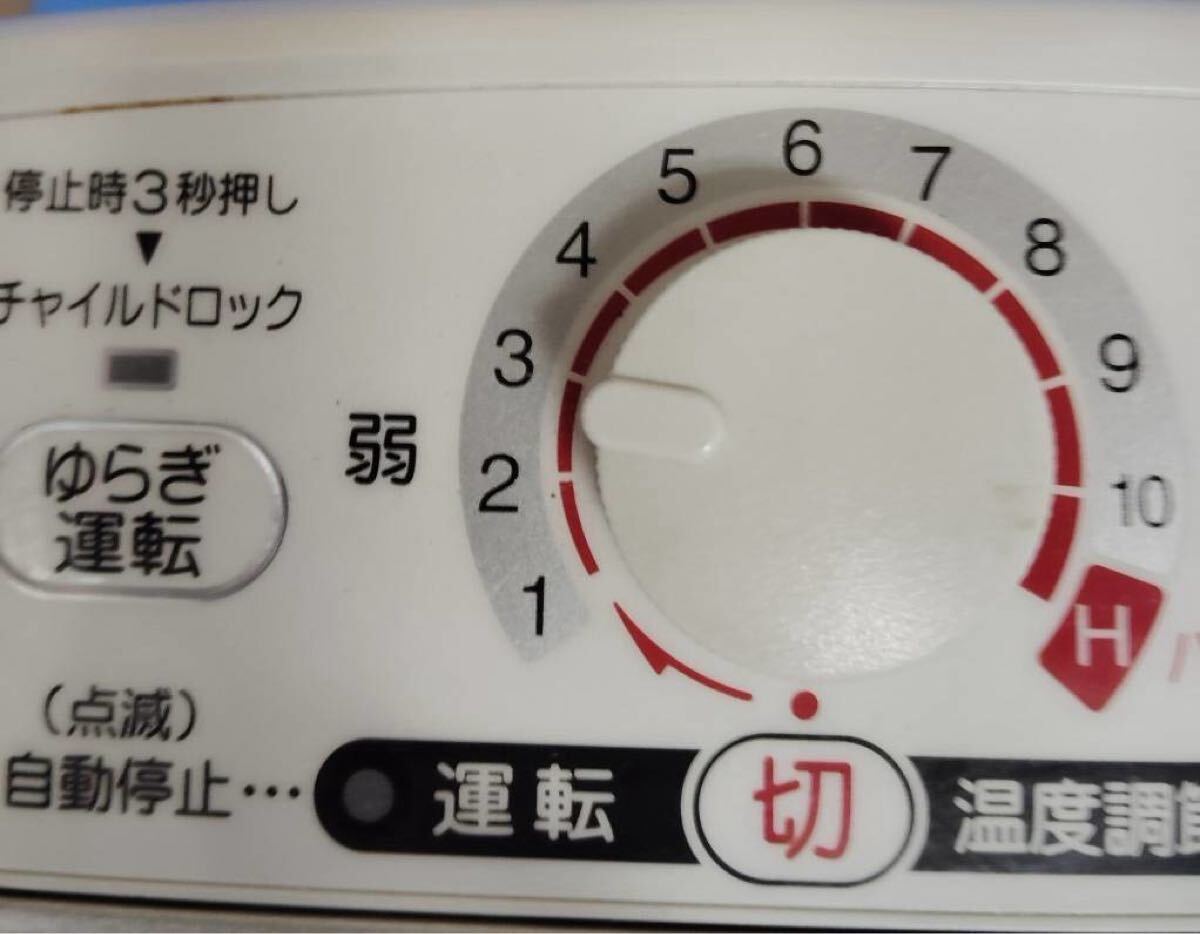 停止時3秒押し
▼
チャイルドロック
ゆらぎ
運転
(点滅)
自動停止…
弱
1
2
3
4
5
6
7
8
9
10
H
運転
切
温度調節